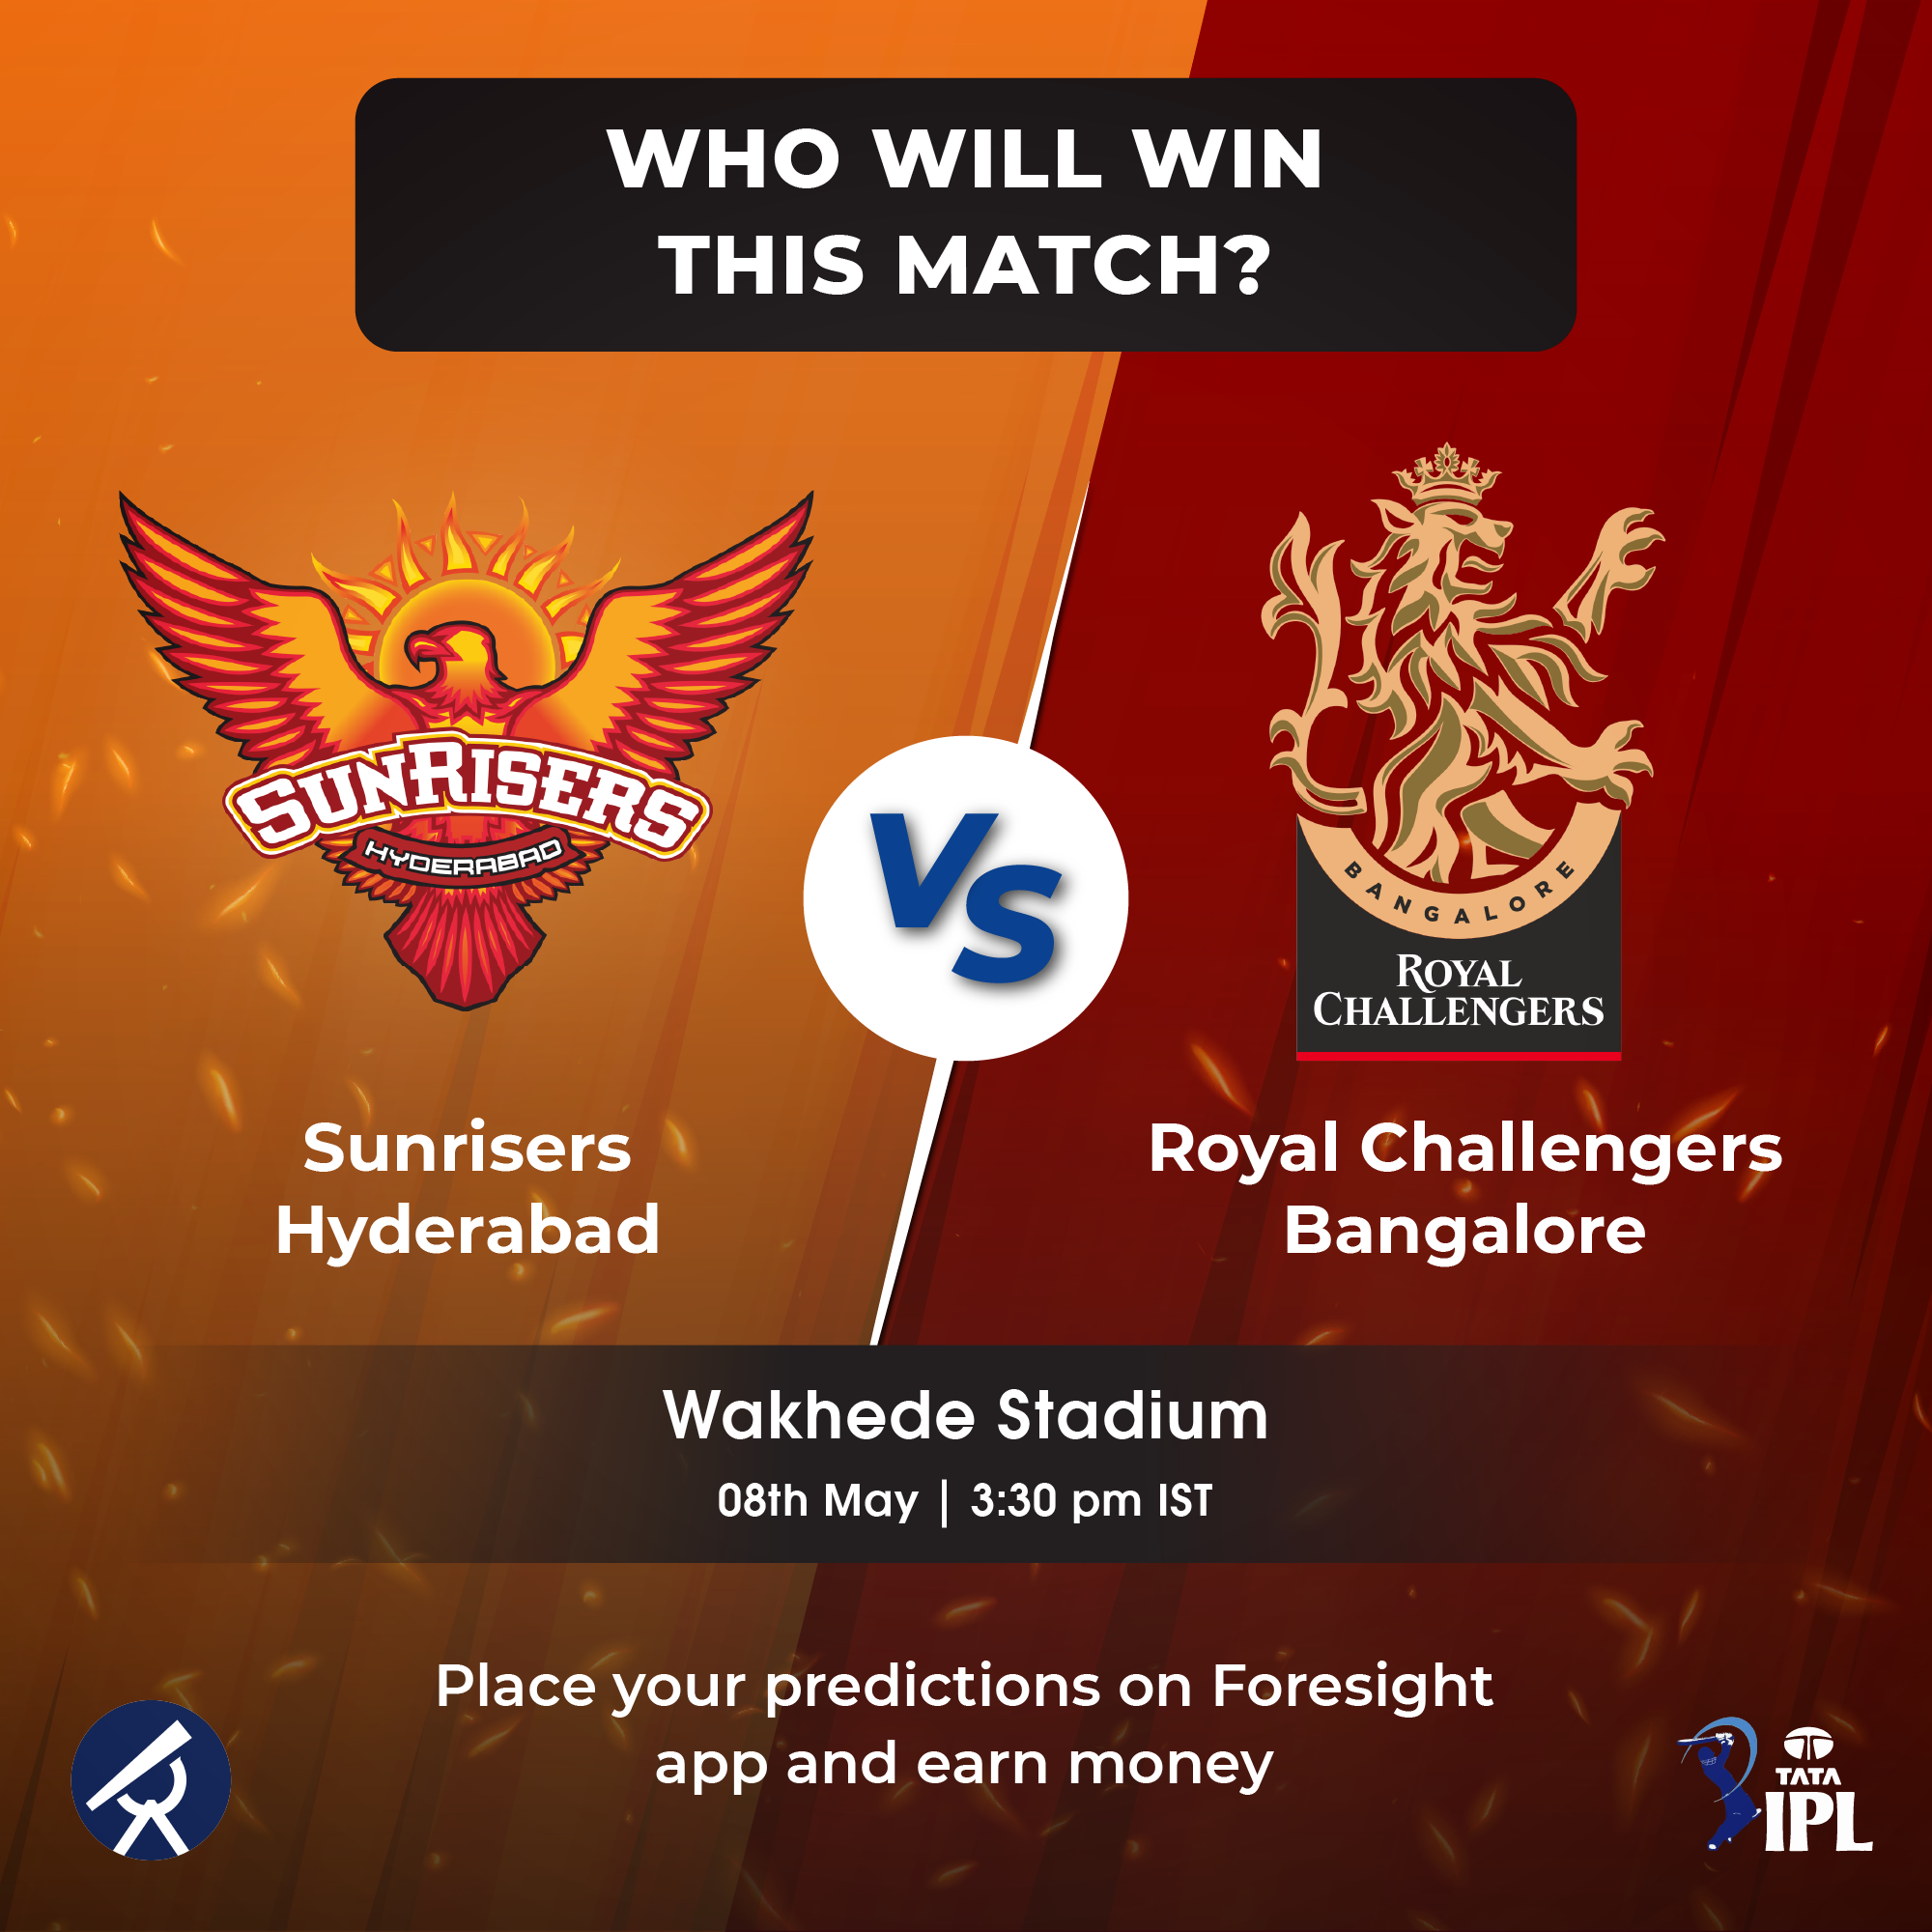 WHO WILL WIN
THIS MATCH?
SUNRISERS
HYDERABAD
VS
BANGALORE
ROYAL
CHALLENGERS
Sunrisers
Hyderabad
Royal Challengers
Bangalore
Wakhede Stadium
08th May | 3:30 pm IST
Place your predictions on Foresight
app and earn money
TATA
IPL